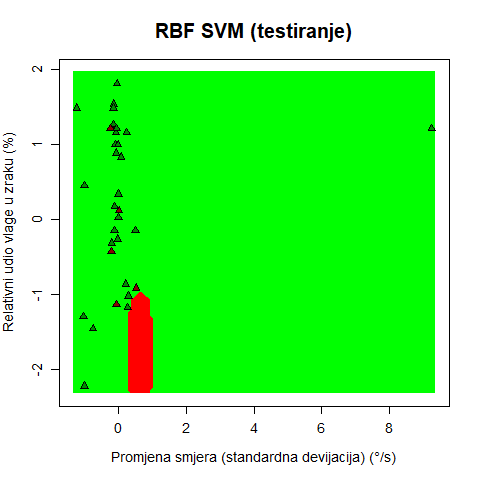 RBF SVM (testiranje)
Relativni udio vlage u zraku (%)
2
1
0
-1
-2
0 2 4 6 8
Promjena smjera (standardna devijacija) (°/s)